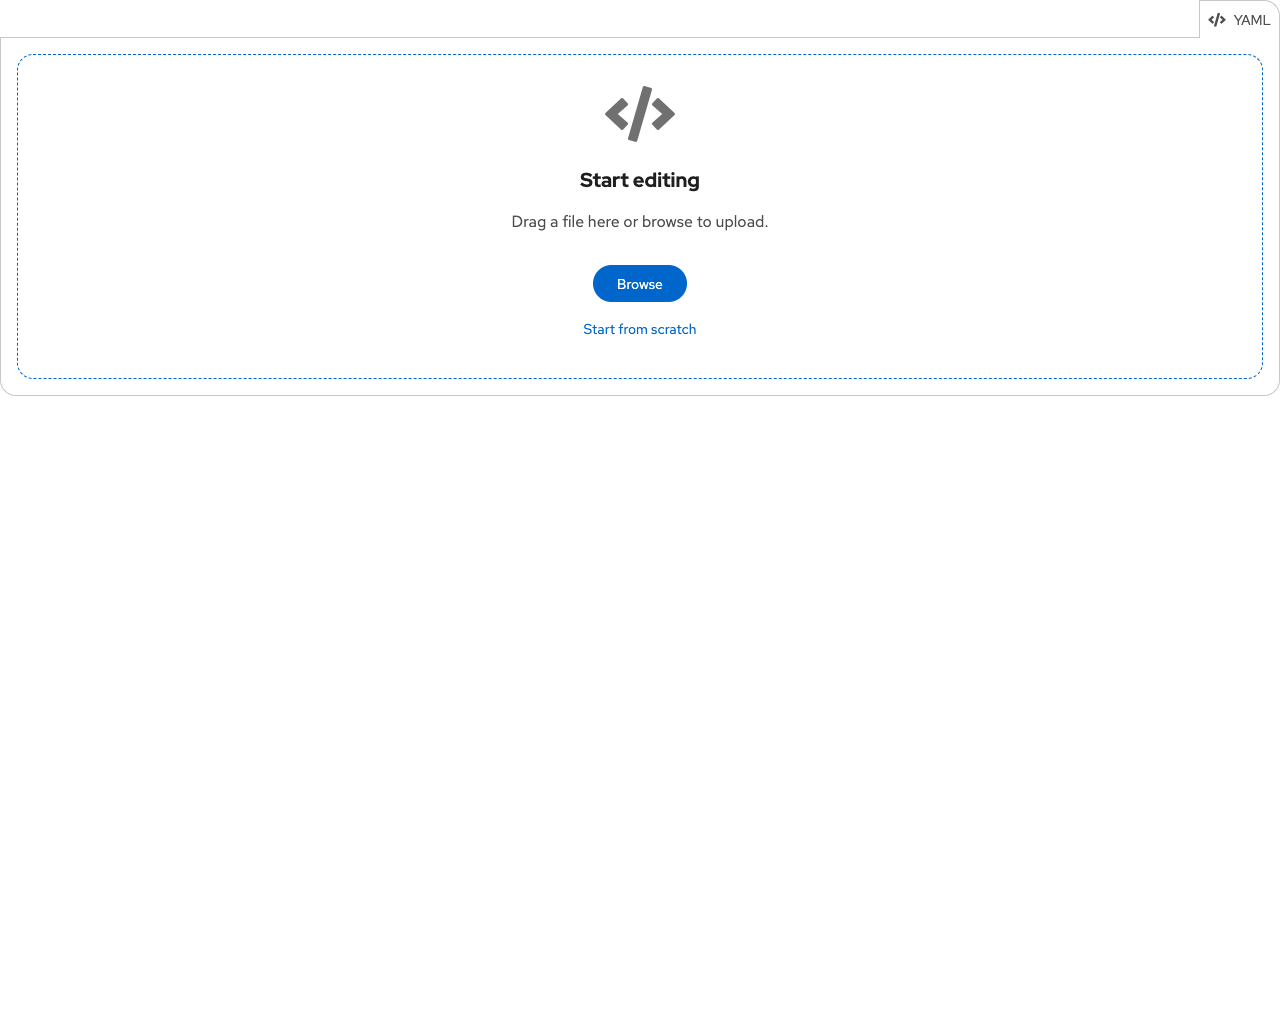 YAML
Start editing
Drag a file here or browse to upload.
Browse
Start from scratch